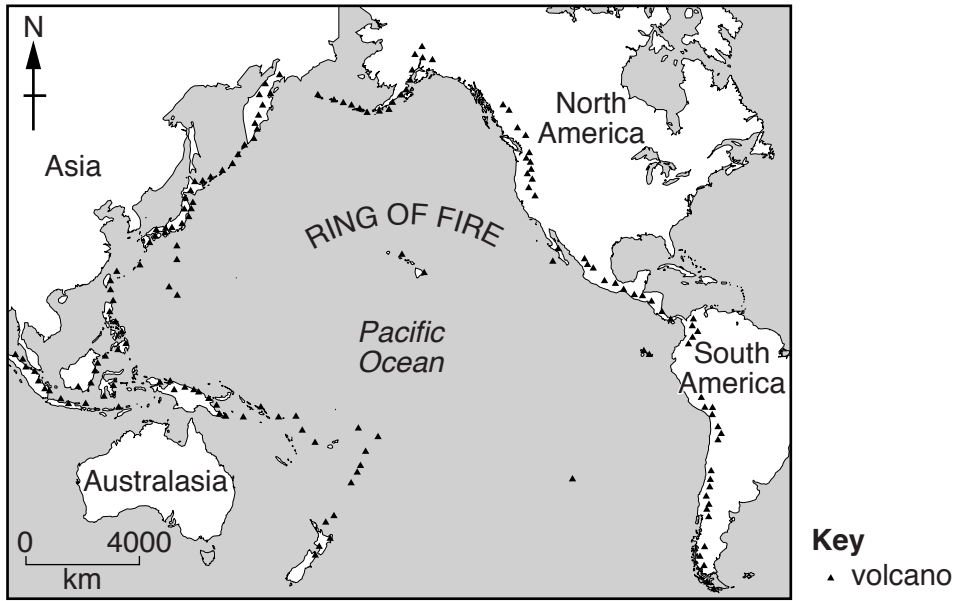 N
Asia
North
America
RING OF FIRE
Pacific
Ocean
South
America
Australasia
0 4000
km
Key
volcano